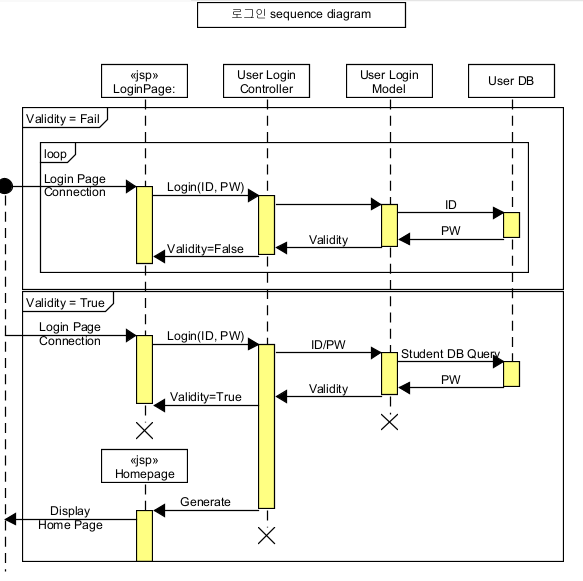 로그인 sequence diagram
«jsp»
LoginPage:
User Login
Controller
User Login
Model
User DB
Validity = Fail
loop
Login Page
Connection
Login(ID, PW)
ID
PW
Validity
Validity=False
Validity = True
Login Page
Connection
Login(ID, PW)
ID/PW
Student DB Query
PW
Validity
Validity=True
«jsp»
Homepage
Generate
Display
Home Page